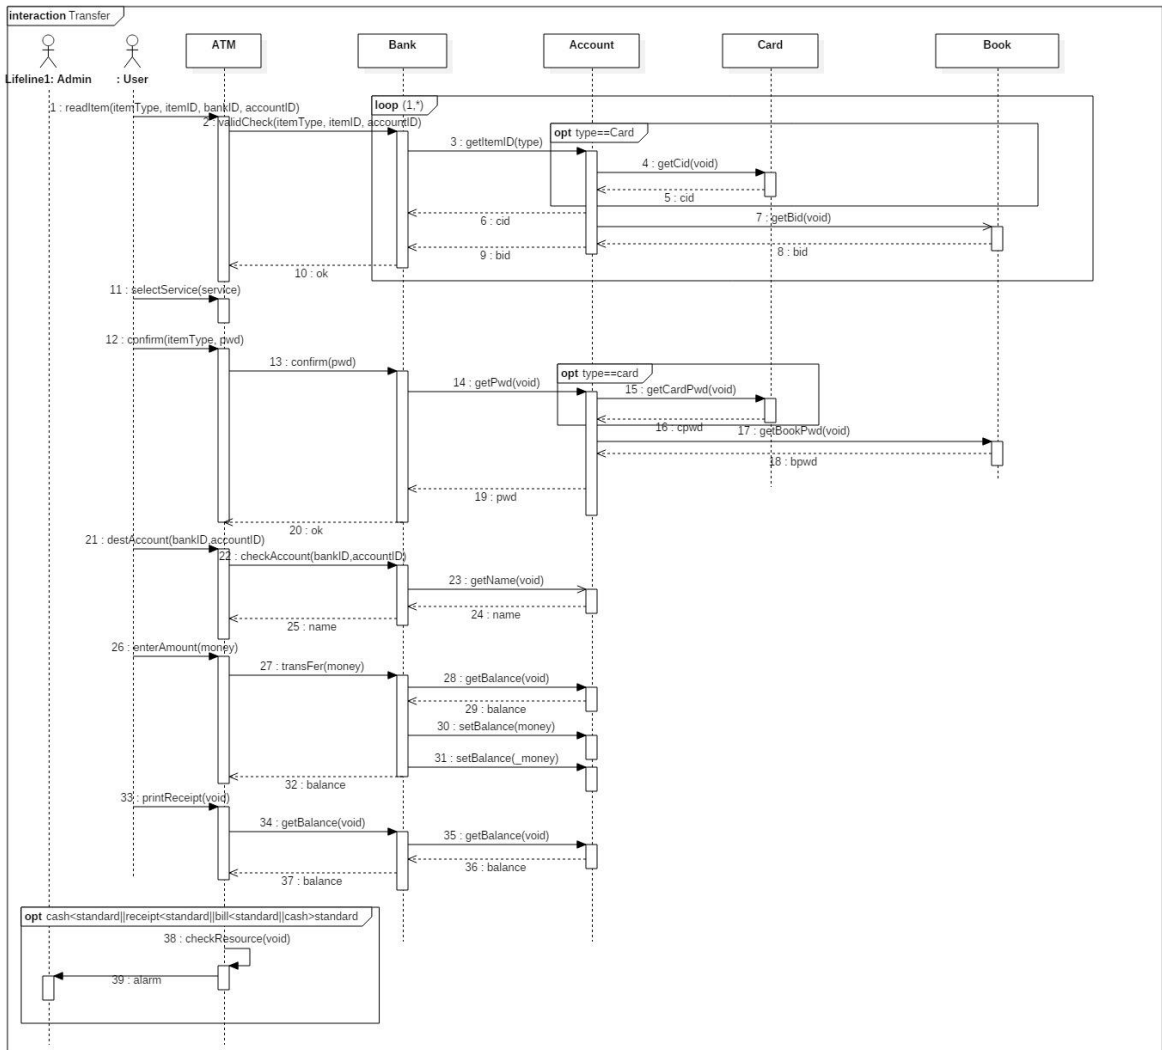 interaction Transfer
ATM
Bank
Account
Card
Book
Lifeline1: Admin
: User
1 : readItem(itemType, itemID, bankID, accountID)
loop (1,*)
2 : validCheck(itemType, itemID, accountID)
opt type==Card
3 : getItemID(type)
4 : getCid(void)
5 : cid
6 : cid
7 : getBid(void)
8 : bid
9 : bid
10 : ok
11 : selectService(service)
12 : confirm(itemType, pwd)
13 : confirm(pwd)
opt type==card
14 : getPwd(void)
15 : getCardPwd(void)
16 : cpwd
17 : getBookPwd(void)
18 : bpwd
19 : pwd
20 : ok
21 : destAccount(bankID,accountID)
22 : checkAccount(bankID,accountID)
23 : getName(void)
24 : name
25 : name
26 : enterAmount(money)
27 : transFer(money)
28 : getBalance(void)
29 : balance
30 : setBalance(money)
31 : setBalance(_money)
32 : balance
33 : printReceipt(void)
34 : getBalance(void)
35 : getBalance(void)
36 : balance
37 : balance
opt cash<standard||receipt<standard||bill<standard||cash>standard
38 : checkResource(void)
39 : alarm